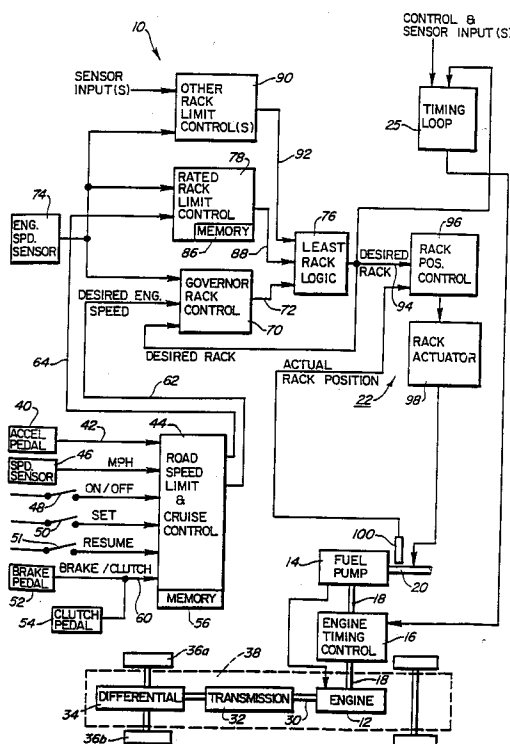 CONTROL &
SENSOR INPUT(S)
10
SENSOR
INPUT(S)
90
OTHER
RACK
LIMIT
CONTROL(S)
92
25
TIMING
LOOP
74
ENG.
SPD.
SENSOR
78
RATED
RACK LIMIT
CONTROL
MEMORY
86
88
76
LEAST
RACK
LOGIC
DESIRED
RACK
94
96
RACK
POS. CONTROL
DESIRED ENG.
SPEED
GOVERNOR
RACK
CONTROL
72
70
DESIRED RACK
64
62
ACTUAL
RACK POSITION
22
RACK
ACTUATOR
98
40
ACCEL
PEDAL
42
44
46
SPD.
SENSOR
MPH
ROAD
SPEED
LIMIT
&
CRUISE
CONTROL
ON/OFF
48
SET
50
51
RESUME
BRAKE
PEDAL
52
BRAKE/CLUTCH
60
CLUTCH
PEDAL
54
MEMORY
56
100
14
FUEL
PUMP
20
18
ENGINE
TIMING
CONTROL
16
18
36a
38
DIFFERENTIAL
34
TRANSMISSION
32
30
ENGINE
12
36b